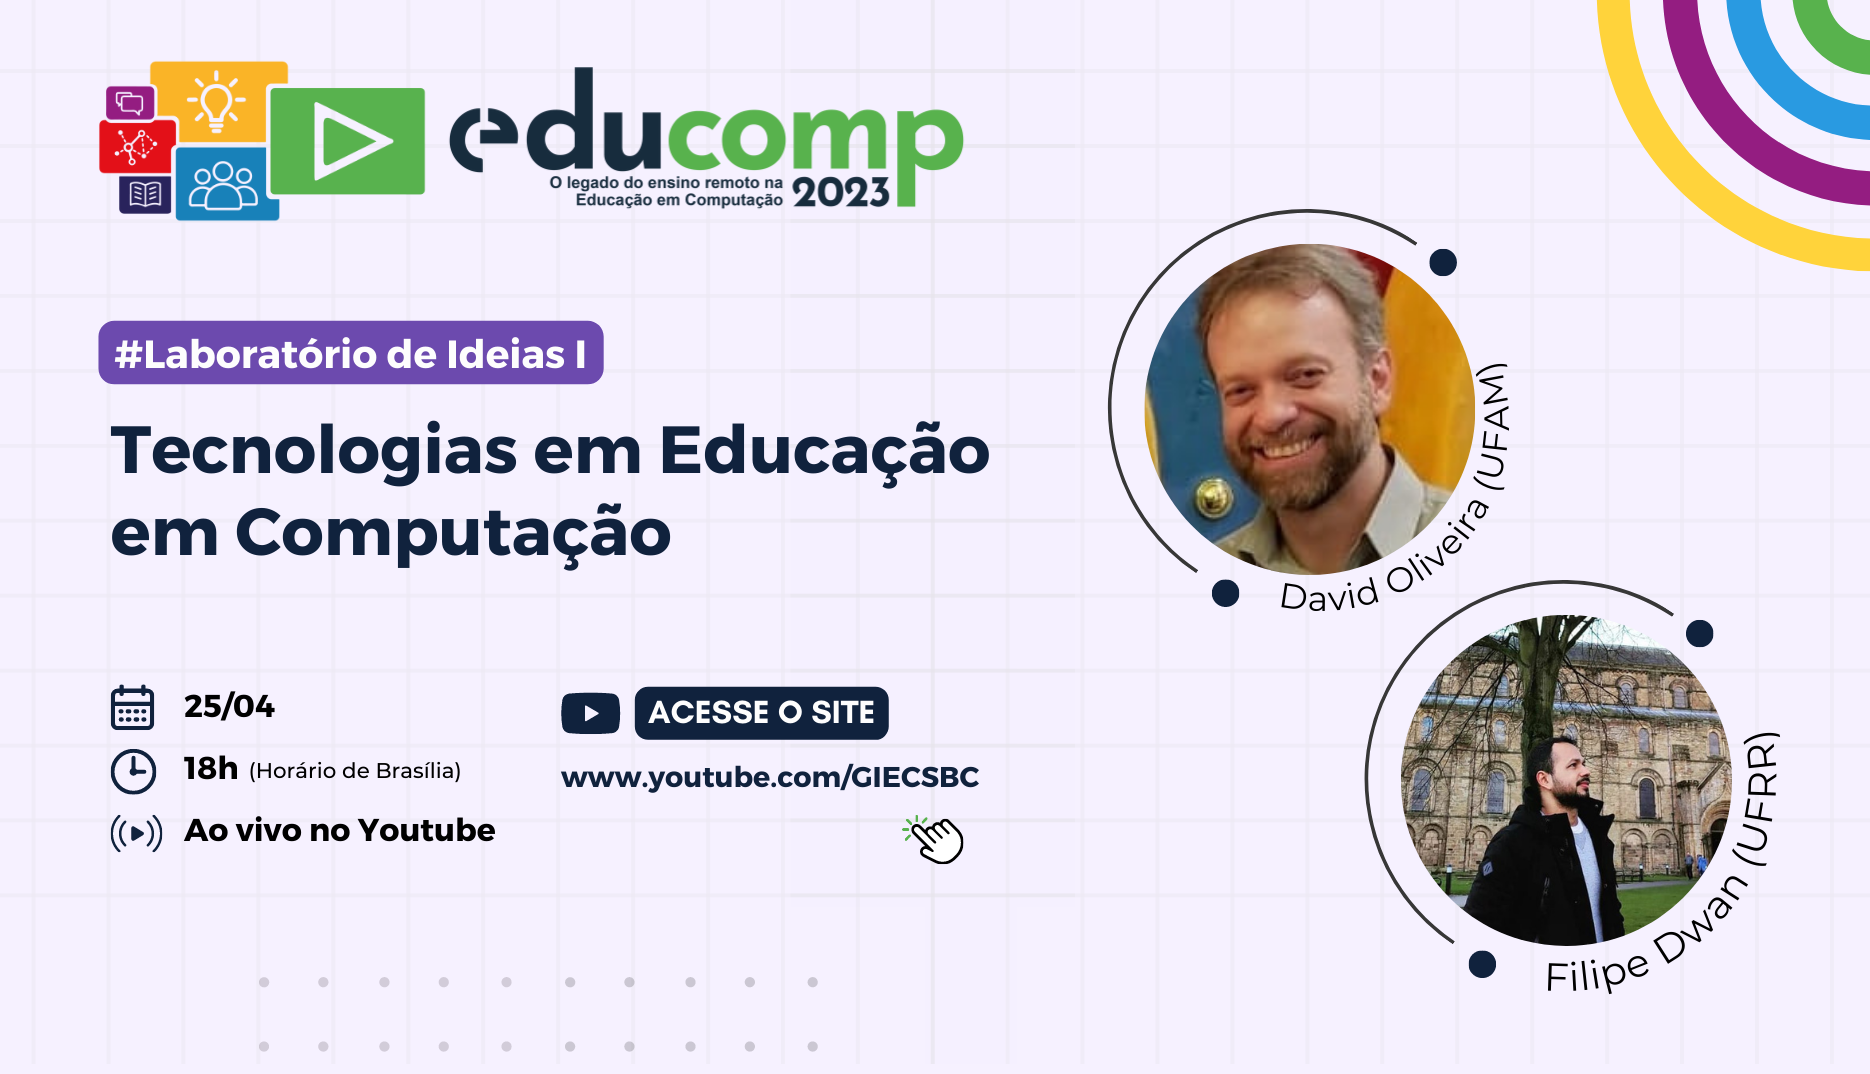 educomp
O legado do ensino remoto na
Educação em Computação
2023
#Laboratório de Ideias I
Tecnologias em Educação
em Computação
25/04
18h (Horário de Brasília)
Ao vivo no Youtube
ACESSE O SITE
www.youtube.com/GIECSBC
David Oliveira (UFAM)
Filipe Dwan (UFRR)